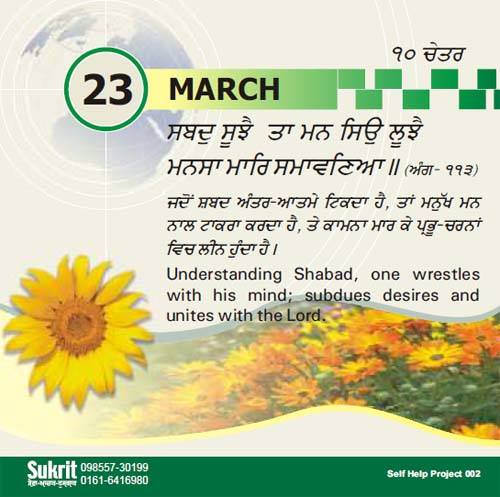 ੧੦ ਚੇਤਰ
23 MARCH
ਸਬਦੁ ਸੂਝੈ ਤਾ ਮਨ ਸਿਉ ਲੂਝੈ
ਮਨਸਾ ਮਾਰਿ ਸਮਾਵਣਿਆ ॥ (ਅੰਗ- ੧੧੩)
ਜਦੋਂ ਸ਼ਬਦ ਅੰਤਰ-ਆਤਮੇ ਟਿਕਦਾ ਹੈ, ਤਾਂ ਮਨੁੱਖ ਮਨ
ਨਾਲ ਟਾਕਰਾ ਕਰਦਾ ਹੈ, ਤੇ ਕਾਮਨਾ ਮਾਰ ਕੇ ਪ੍ਰਭੂ-ਚਰਨਾਂ
ਵਿਚ ਲੀਨ ਹੁੰਦਾ ਹੈ।
Understanding Shabad, one wrestles
with his mind; subdues desires and
unites with the Lord.
Sukrit 098557-30199
0161-6416980
Self Help Project 002